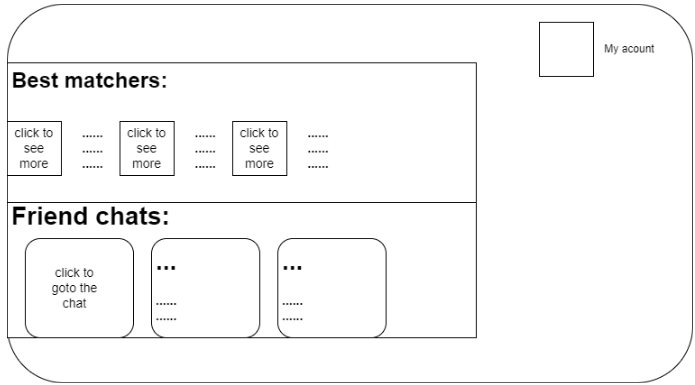 My acount
Best matchers:
click to
see
more
......
......
......
click to
see
more
......
......
......
click to
see
more
......
......
......
Friend chats:
click to
goto the
chat
...
......
......
...
......
......